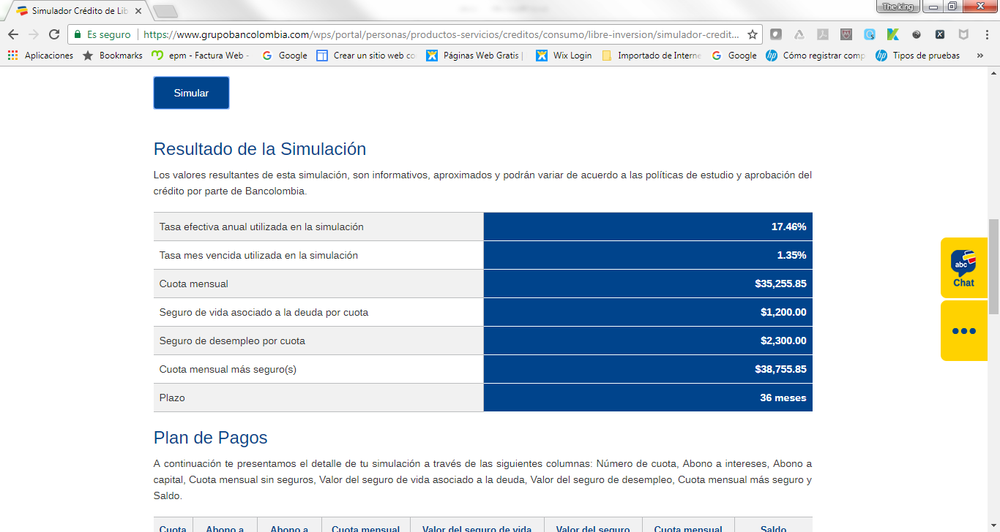 Simulador Crédito de Lib
The king
Es seguro
https://www.grupobancolombia.com/wps/portal/personas/productos-servicios/creditos/consumo/libre-inversion/simulador-credit...
Aplicaciones
Bookmarks
epm - Factura Web -
Google
Crear un sitio web co
Páginas Web Gratis |
Wix Login
Importado de Interne
Google
Cómo registrar comp
Tipos de pruebas
»
Simular
Resultado de la Simulación
Los valores resultantes de esta simulación, son informativos, aproximados y podrán variar de acuerdo a las políticas de estudio y aprobación del
crédito por parte de Bancolombia.
Tasa efectiva anual utilizada en la simulación 17.46%
Tasa mes vencida utilizada en la simulación 1.35%
Cuota mensual $35,255.85
Seguro de vida asociado a la deuda por cuota $1,200.00
Seguro de desempleo por cuota $2,300.00
Cuota mensual más seguro(s) $38,755.85
Plazo 36 meses
abc
Chat
Plan de Pagos
A continuación te presentamos el detalle de tu simulación a través de las siguientes columnas: Número de cuota, Abono a intereses, Abono a
capital, Cuota mensual sin seguros, Valor del seguro de vida asociado a la deuda, Valor del seguro de desempleo, Cuota mensual más seguro y
Saldo.
Cuota Abono a Abono a Cuota mensual Valor del seguro de vida Valor del seguro Cuota mensual Saldo